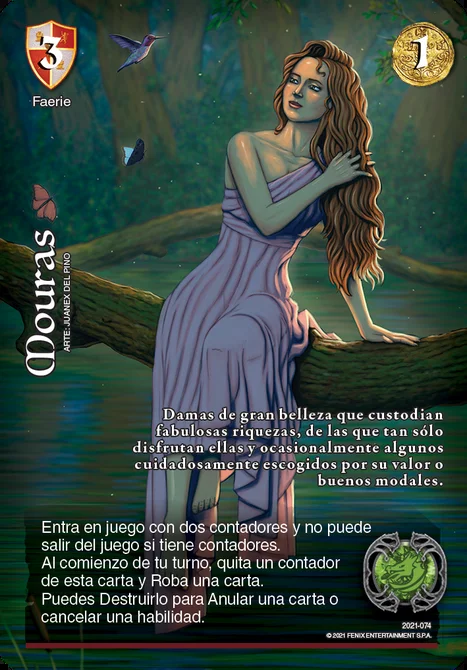 3
1
Faerie
Mouras
ARTE: JUANEX DEL PINO
Damas de gran belleza que custodian
fabulosas riquezas, de las que tan sólo
disfrutan ellas y ocasionalmente algunos
cuidadosamente escogidos por su valor o
buenos modales.
Entra en juego con dos contadores y no puede
salir del juego si tiene contadores.
Al comienzo de tu turno, quita un contador
de esta carta y Roba una carta.
Puedes Destruirlo para Anular una carta o
cancelar una habilidad.
2021-074
© 2021 FENIX ENTERTAINMENT S.P.A.